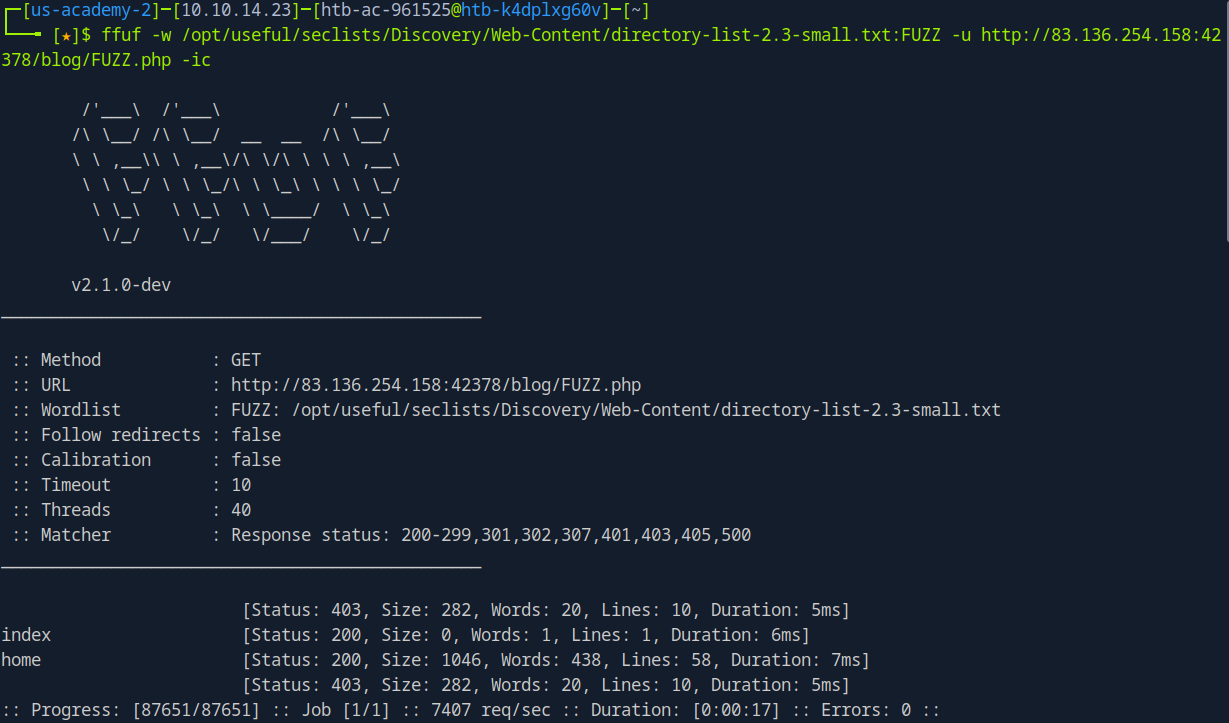 ┌─[us-academy-2]─[10.10.14.23]─[htb-ac-961525@htb-k4dplxg60v]─[~]
└──╼ [★]$ ffuf -w /opt/useful/seclists/Discovery/Web-Content/directory-list-2.3-small.txt:FUZZ -u http://83.136.254.158:42
378/blog/FUZZ.php -ic

        /'___\  /'___\           /'___\
       /\ \__/ /\ \__/  __  __  /\ \__/
       \ \ ,__\\ \ ,__\/\ \/\ \ \ \ ,__\
        \ \ \_/ \ \ \_/\ \ \_\ \ \ \ \_/
         \ \_\   \ \_\  \ \____/  \ \_\
          \/_/    \/_/   \/___/    \/_/

       v2.1.0-dev
________________________________________________

 :: Method           : GET
 :: URL              : http://83.136.254.158:42378/blog/FUZZ.php
 :: Wordlist         : FUZZ: /opt/useful/seclists/Discovery/Web-Content/directory-list-2.3-small.txt
 :: Follow redirects : false
 :: Calibration      : false
 :: Timeout          : 10
 :: Threads          : 40
 :: Matcher          : Response status: 200-299,301,302,307,401,403,405,500
________________________________________________

                        [Status: 403, Size: 282, Words: 20, Lines: 10, Duration: 5ms]
index                   [Status: 200, Size: 0, Words: 1, Lines: 1, Duration: 6ms]
home                    [Status: 200, Size: 1046, Words: 438, Lines: 58, Duration: 7ms]
                        [Status: 403, Size: 282, Words: 20, Lines: 10, Duration: 5ms]
:: Progress: [87651/87651] :: Job [1/1] :: 7407 req/sec :: Duration: [0:00:17] :: Errors: 0 ::